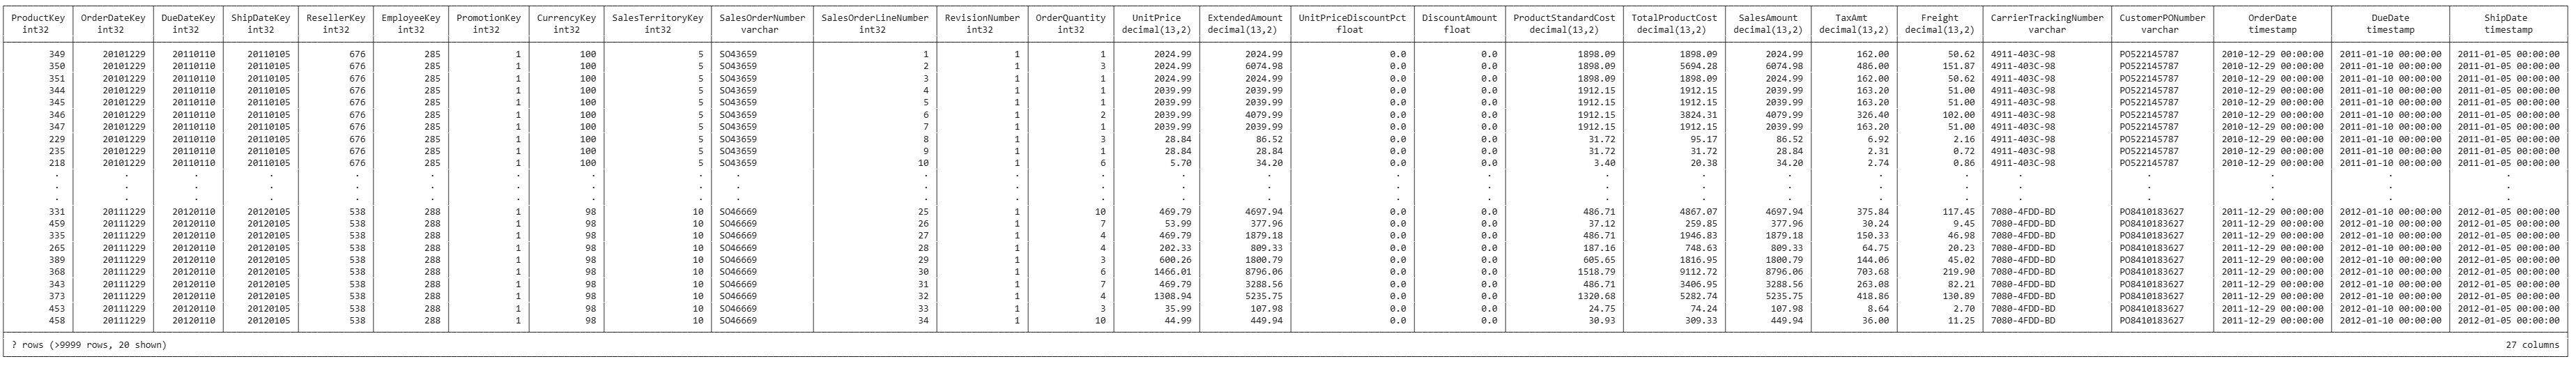 ProductKey OrderDateKey DueDateKey ShipDateKey ResellerKey EmployeeKey PromotionKey CurrencyKey SalesTerritoryKey SalesOrderNumber SalesOrderLineNumber RevisionNumber OrderQuantity UnitPrice ExtendedAmount UnitPriceDiscountPct DiscountAmount ProductStandardCost TotalProductCost SalesAmount TaxAmt Freight CarrierTrackingNumber CustomerPONumber OrderDate DueDate ShipDate
int32 int32 int32 int32 int32 int32 int32 int32 int32 varchar int32 int32 int32 decimal(13,2) decimal(13,2) float float decimal(13,2) decimal(13,2) decimal(13,2) decimal(13,2) decimal(13,2) varchar varchar timestamp timestamp timestamp
349 20101229 20110110 20110105 676 285 1 100 5 SO43659 1 1 1 2024.99 2024.99 0.0 0.0 1898.09 1898.09 2024.99 162.00 50.62 4911-403C-98 PO522145787 2010-12-29 00:00:00 2011-01-10 00:00:00 2011-01-05 00:00:00
350 20101229 20110110 20110105 676 285 1 100 5 SO43659 2 1 3 2024.99 6074.98 0.0 0.0 1898.09 5694.28 6074.98 486.00 151.87 4911-403C-98 PO522145787 2010-12-29 00:00:00 2011-01-10 00:00:00 2011-01-05 00:00:00
351 20101229 20110110 20110105 676 285 1 100 5 SO43659 3 1 1 2024.99 2024.99 0.0 0.0 1898.09 1898.09 2024.99 162.00 50.62 4911-403C-98 PO522145787 2010-12-29 00:00:00 2011-01-10 00:00:00 2011-01-05 00:00:00
344 20101229 20110110 20110105 676 285 1 100 5 SO43659 4 1 1 2039.99 2039.99 0.0 0.0 1912.15 1912.15 2039.99 163.20 51.00 4911-403C-98 PO522145787 2010-12-29 00:00:00 2011-01-10 00:00:00 2011-01-05 00:00:00
345 20101229 20110110 20110105 676 285 1 100 5 SO43659 5 1 1 2039.99 2039.99 0.0 0.0 1912.15 1912.15 2039.99 163.20 51.00 4911-403C-98 PO522145787 2010-12-29 00:00:00 2011-01-10 00:00:00 2011-01-05 00:00:00
346 20101229 20110110 20110105 676 285 1 100 5 SO43659 6 1 2 2039.99 4079.99 0.0 0.0 1912.15 3824.31 4079.99 326.40 102.00 4911-403C-98 PO522145787 2010-12-29 00:00:00 2011-01-10 00:00:00 2011-01-05 00:00:00
347 20101229 20110110 20110105 676 285 1 100 5 SO43659 7 1 1 2039.99 2039.99 0.0 0.0 1912.15 1912.15 2039.99 163.20 51.00 4911-403C-98 PO522145787 2010-12-29 00:00:00 2011-01-10 00:00:00 2011-01-05 00:00:00
229 20101229 20110110 20110105 676 285 1 100 5 SO43659 8 1 3 28.84 86.52 0.0 0.0 31.72 95.17 86.52 6.92 2.16 4911-403C-98 PO522145787 2010-12-29 00:00:00 2011-01-10 00:00:00 2011-01-05 00:00:00
235 20101229 20110110 20110105 676 285 1 100 5 SO43659 9 1 1 28.84 28.84 0.0 0.0 31.72 31.72 28.84 2.31 0.72 4911-403C-98 PO522145787 2010-12-29 00:00:00 2011-01-10 00:00:00 2011-01-05 00:00:00
218 20101229 20110110 20110105 676 285 1 100 5 SO43659 10 1 6 5.70 34.20 0.0 0.0 3.40 20.38 34.20 2.74 0.86 4911-403C-98 PO522145787 2010-12-29 00:00:00 2011-01-10 00:00:00 2011-01-05 00:00:00
. . . . . . . . . . . . . . . . . . . . . . . . . . .
. . . . . . . . . . . . . . . . . . . . . . . . . . .
. . . . . . . . . . . . . . . . . . . . . . . . . . .
331 20111229 20120110 20120105 538 288 1 98 10 SO46669 25 1 10 469.79 4697.94 0.0 0.0 486.71 4867.07 4697.94 375.84 117.45 7080-4FDD-BD PO8410183627 2011-12-29 00:00:00 2012-01-10 00:00:00 2012-01-05 00:00:00
459 20111229 20120110 20120105 538 288 1 98 10 SO46669 26 1 7 53.99 377.96 0.0 0.0 37.12 259.85 377.96 30.24 9.45 7080-4FDD-BD PO8410183627 2011-12-29 00:00:00 2012-01-10 00:00:00 2012-01-05 00:00:00
335 20111229 20120110 20120105 538 288 1 98 10 SO46669 27 1 4 469.79 1879.18 0.0 0.0 486.71 1946.83 1879.18 150.33 46.98 7080-4FDD-BD PO8410183627 2011-12-29 00:00:00 2012-01-10 00:00:00 2012-01-05 00:00:00
265 20111229 20120110 20120105 538 288 1 98 10 SO46669 28 1 4 202.33 809.33 0.0 0.0 187.16 748.63 809.33 64.75 20.23 7080-4FDD-BD PO8410183627 2011-12-29 00:00:00 2012-01-10 00:00:00 2012-01-05 00:00:00
389 20111229 20120110 20120105 538 288 1 98 10 SO46669 29 1 3 600.26 1800.79 0.0 0.0 605.65 1816.95 1800.79 144.06 45.02 7080-4FDD-BD PO8410183627 2011-12-29 00:00:00 2012-01-10 00:00:00 2012-01-05 00:00:00
368 20111229 20120110 20120105 538 288 1 98 10 SO46669 30 1 6 1466.01 8796.06 0.0 0.0 1518.79 9112.72 8796.06 703.68 219.90 7080-4FDD-BD PO8410183627 2011-12-29 00:00:00 2012-01-10 00:00:00 2012-01-05 00:00:00
343 20111229 20120110 20120105 538 288 1 98 10 SO46669 31 1 7 469.79 3288.56 0.0 0.0 486.71 3406.95 3288.56 263.08 82.21 7080-4FDD-BD PO8410183627 2011-12-29 00:00:00 2012-01-10 00:00:00 2012-01-05 00:00:00
373 20111229 20120110 20120105 538 288 1 98 10 SO46669 32 1 4 1308.94 5235.75 0.0 0.0 1320.68 5282.74 5235.75 418.86 130.89 7080-4FDD-BD PO8410183627 2011-12-29 00:00:00 2012-01-10 00:00:00 2012-01-05 00:00:00
453 20111229 20120110 20120105 538 288 1 98 10 SO46669 33 1 3 35.99 107.98 0.0 0.0 24.75 74.24 107.98 8.64 2.70 7080-4FDD-BD PO8410183627 2011-12-29 00:00:00 2012-01-10 00:00:00 2012-01-05 00:00:00
458 20111229 20120110 20120105 538 288 1 98 10 SO46669 34 1 10 44.99 449.94 0.0 0.0 30.93 309.33 449.94 36.00 11.25 7080-4FDD-BD PO8410183627 2011-12-29 00:00:00 2012-01-10 00:00:00 2012-01-05 00:00:00
? rows (>9999 rows, 20 shown) 27 columns